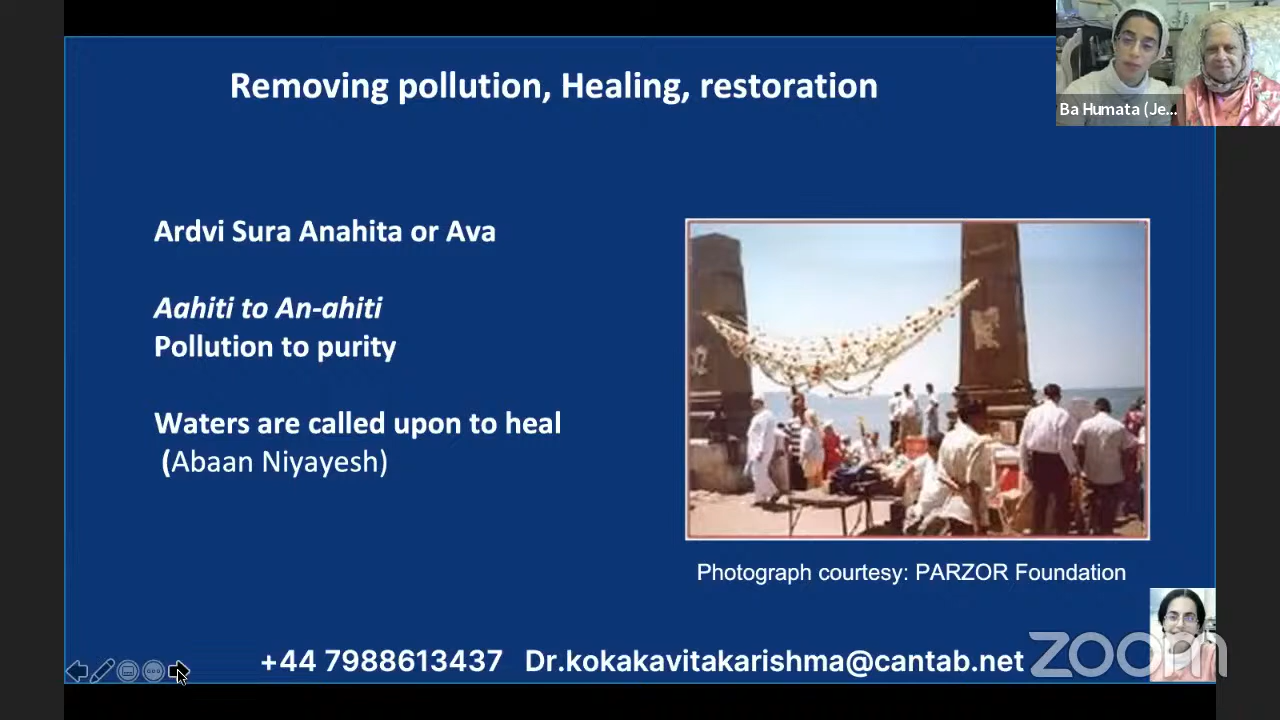 Removing pollution, Healing, restoration
Ba Humata (Je...
Ardvi Sura Anahita or Ava
Aahiti to An-ahiti
Pollution to purity
Waters are called upon to heal
(Abaan Niyayesh)
Photograph courtesy: PARZOR Foundation
+44 7988613437 Dr.kokakavitakarishma@cantab.net
zoom